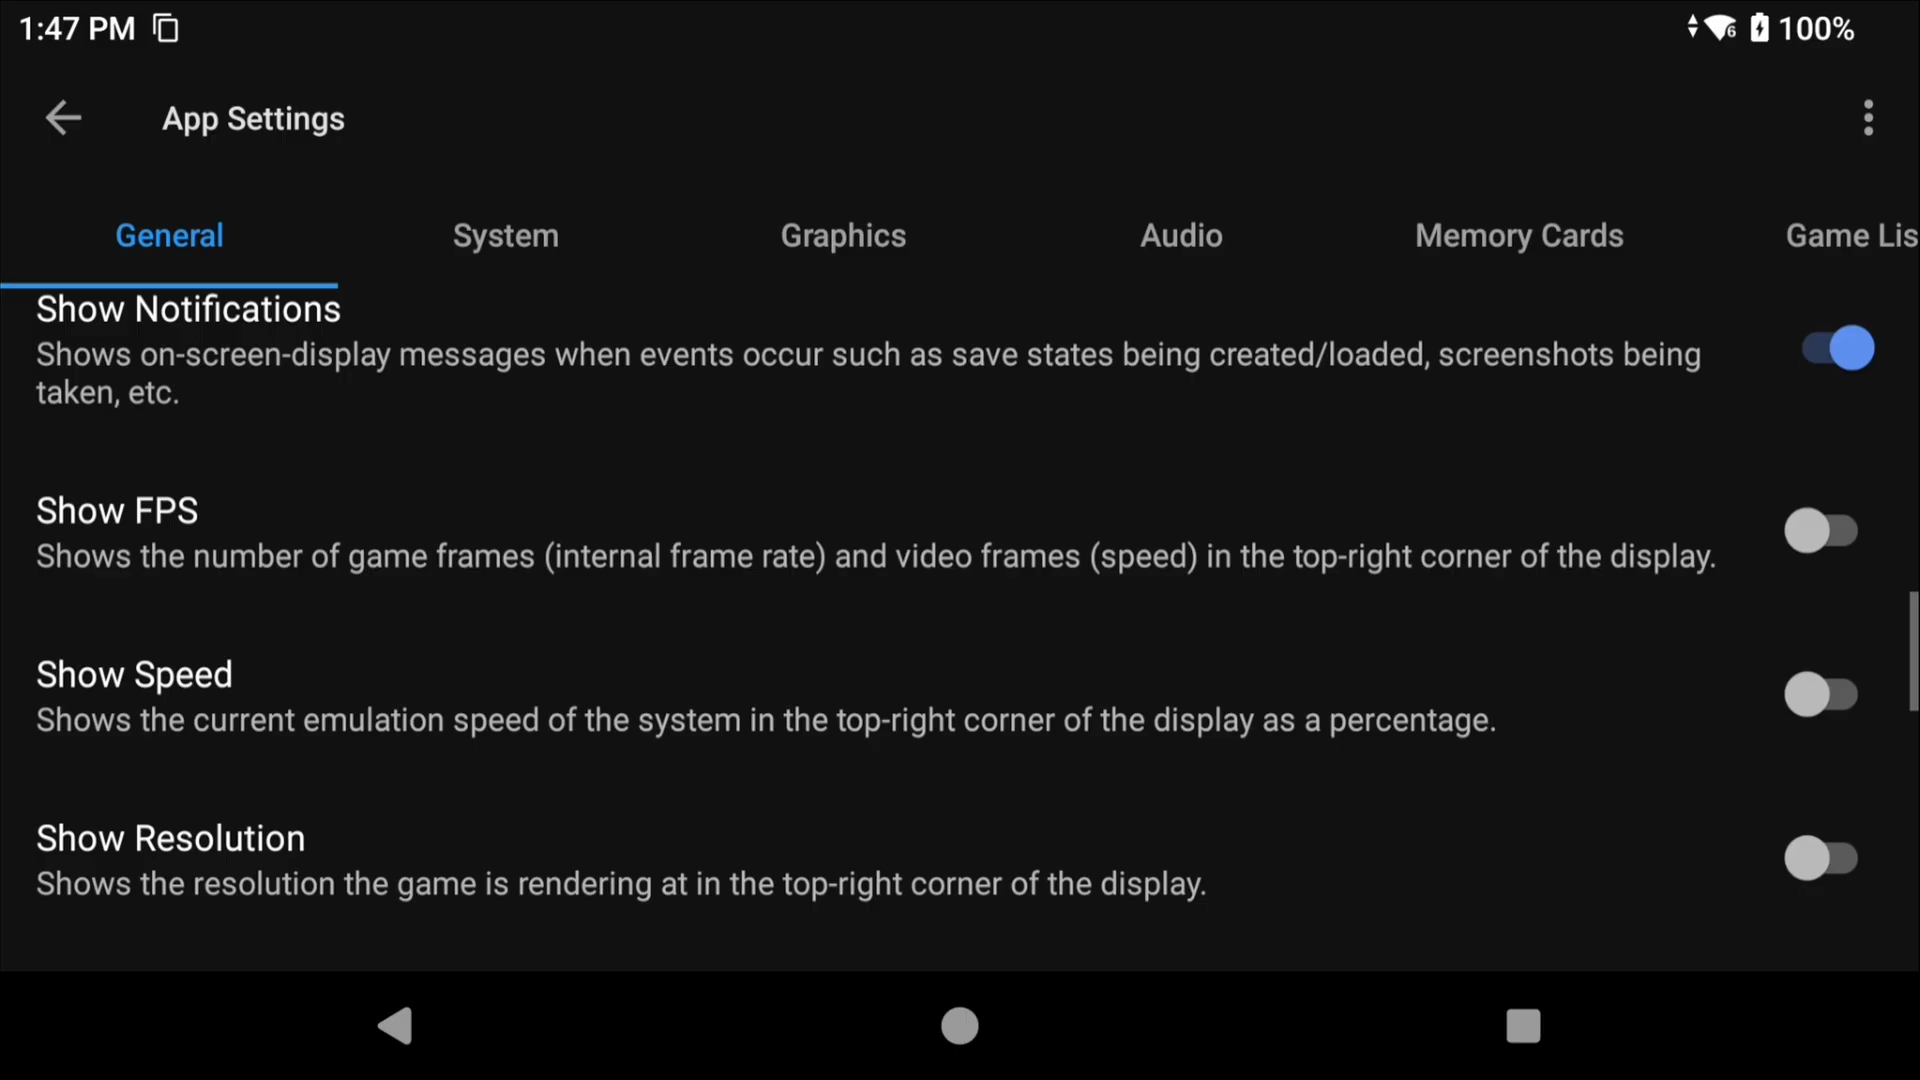 1:47 PM
6 100%
App Settings
General System Graphics Audio Memory Cards Game Lis
Show Notifications
Shows on-screen-display messages when events occur such as save states being created/loaded, screenshots being
taken, etc.
Show FPS
Shows the number of game frames (internal frame rate) and video frames (speed) in the top-right corner of the display.
Show Speed
Shows the current emulation speed of the system in the top-right corner of the display as a percentage.
Show Resolution
Shows the resolution the game is rendering at in the top-right corner of the display.